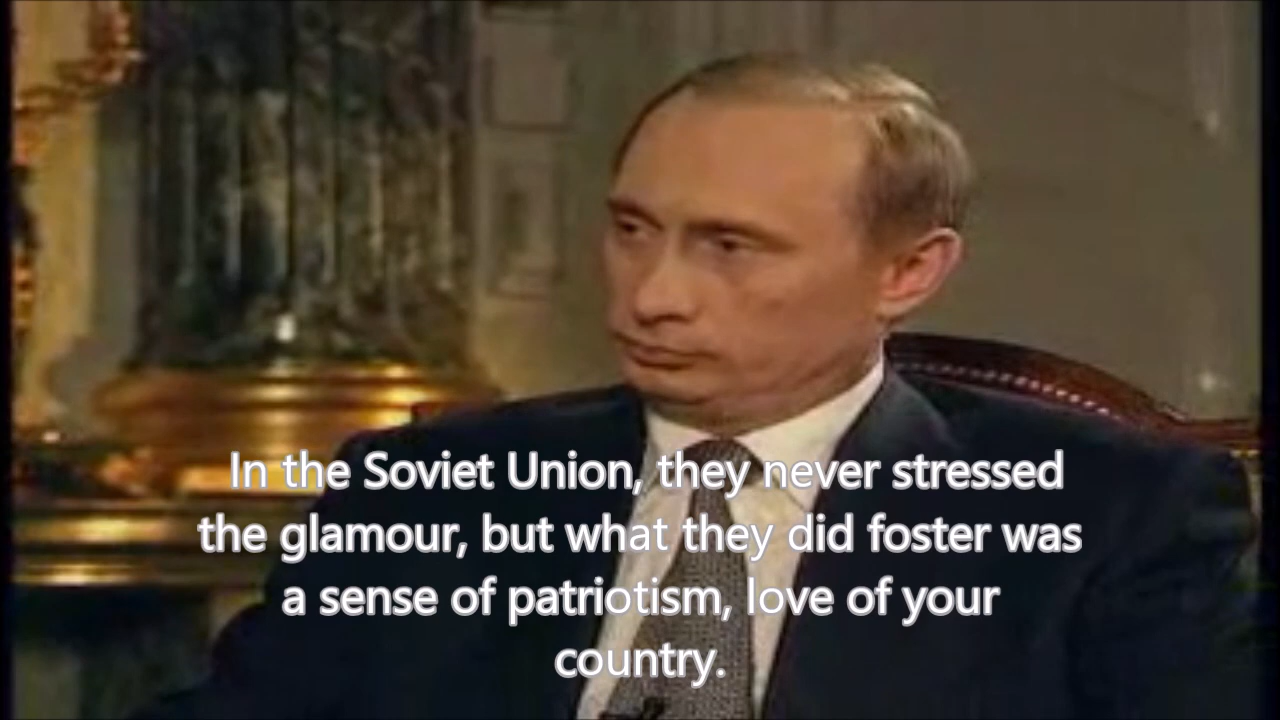 In the Soviet Union, they never stressed
the glamour, but what they did foster was
a sense of patriotism, love of your
country.